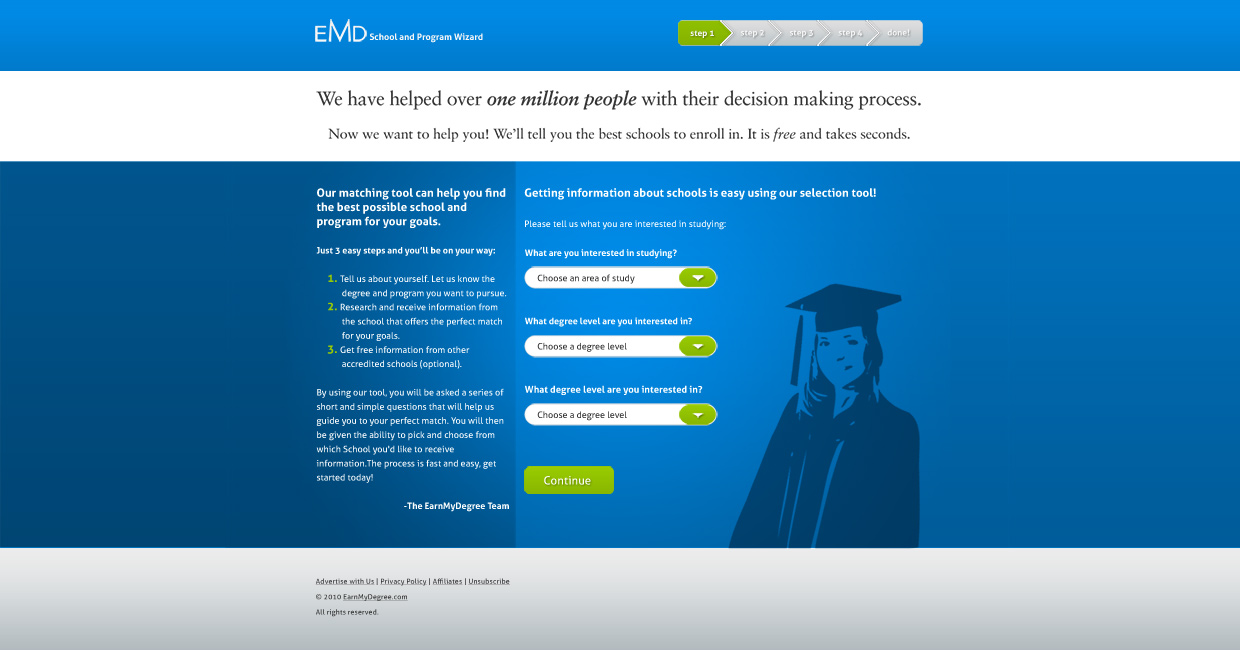 EMD School and Program Wizard
step 1 step 2 step 3 step 4 done!
We have helped over one million people with their decision making process.
Now we want to help you! We'll tell you the best schools to enroll in. It is free and takes seconds.
Our matching tool can help you find
the best possible school and
program for your goals.
Just 3 easy steps and you'll be on your way:
1. Tell us about yourself. Let us know the
degree and program you want to pursue.
2. Research and receive information from
the school that offers the perfect match
for your goals.
3. Get free information from other
accredited schools (optional).
By using our tool, you will be asked a series of
short and simple questions that will help us
guide you to your perfect match. You will then
be given the ability to pick and choose from
which School you'd like to receive
information.The process is fast and easy, get
started today!
-The EarnMyDegree Team
Getting information about schools is easy using our selection tool!
Please tell us what you are interested in studying:
What are you interested in studying?
Choose an area of study
What degree level are you interested in?
Choose a degree level
What degree level are you interested in?
Choose a degree level
Continue
Advertise with Us | Privacy Policy | Affiliates | Unsubscribe
© 2010 EarnMyDegree.com
All rights reserved.